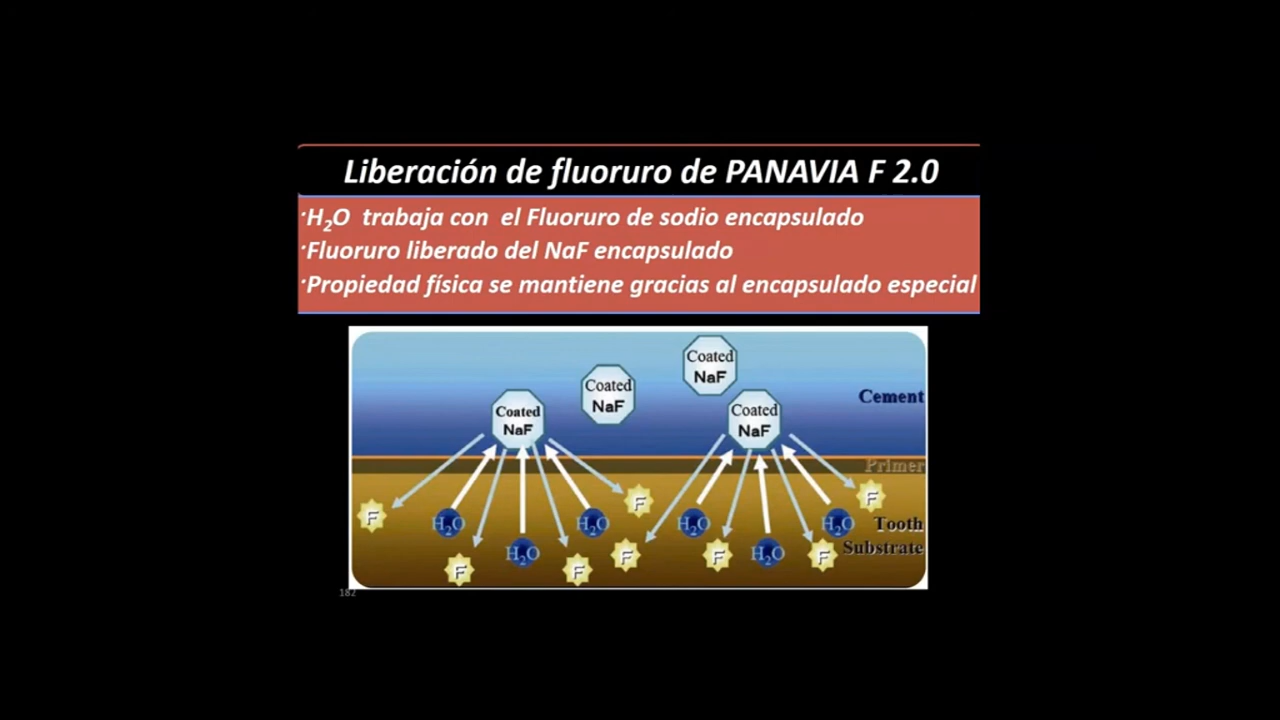 Liberación de fluoruro de PANAVIA F 2.0
·H₂O trabaja con el Fluoruro de sodio encapsulado
·Fluoruro liberado del NaF encapsulado
·Propiedad física se mantiene gracias al encapsulado especial
Coated
NaF
Coated
NaF
Coated
NaF
Coated
NaF
Cement
Primer
F
H₂O
H₂O
H₂O
F
F
F
F
F
H₂O
H₂O
H₂O
F
F
F
Tooth
Substrate
182